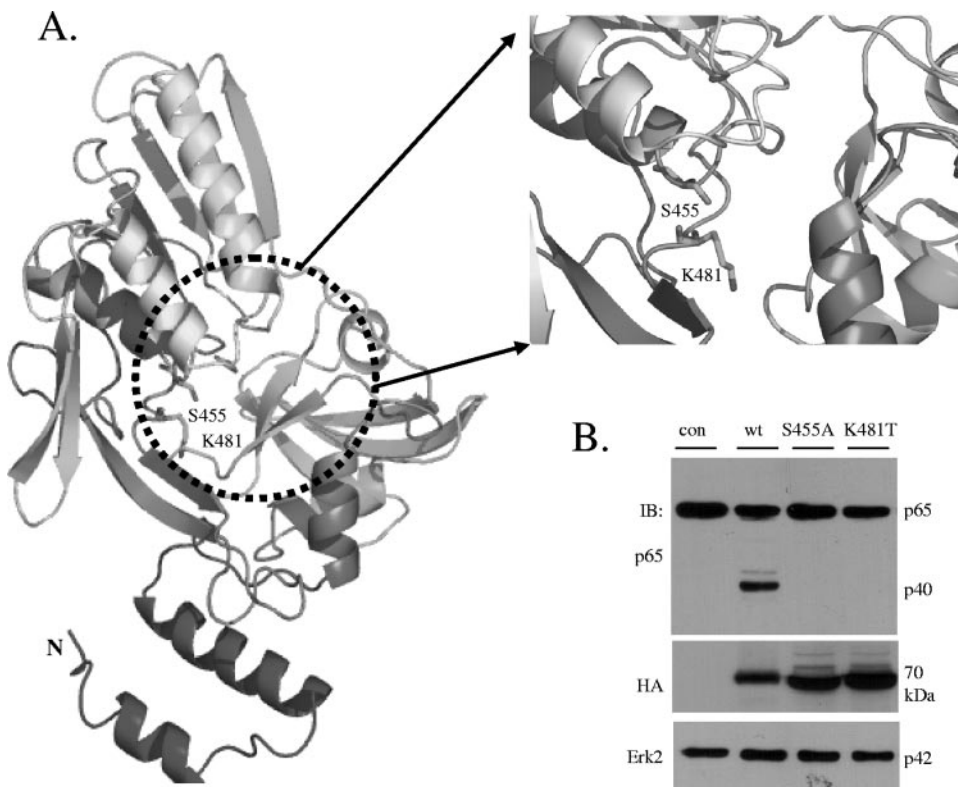 A.
S455
K481
N
S455
K481
B.
con wt S455A K481T
IB: p65
p65
p40
HA 70 kDa
Erk2 p42